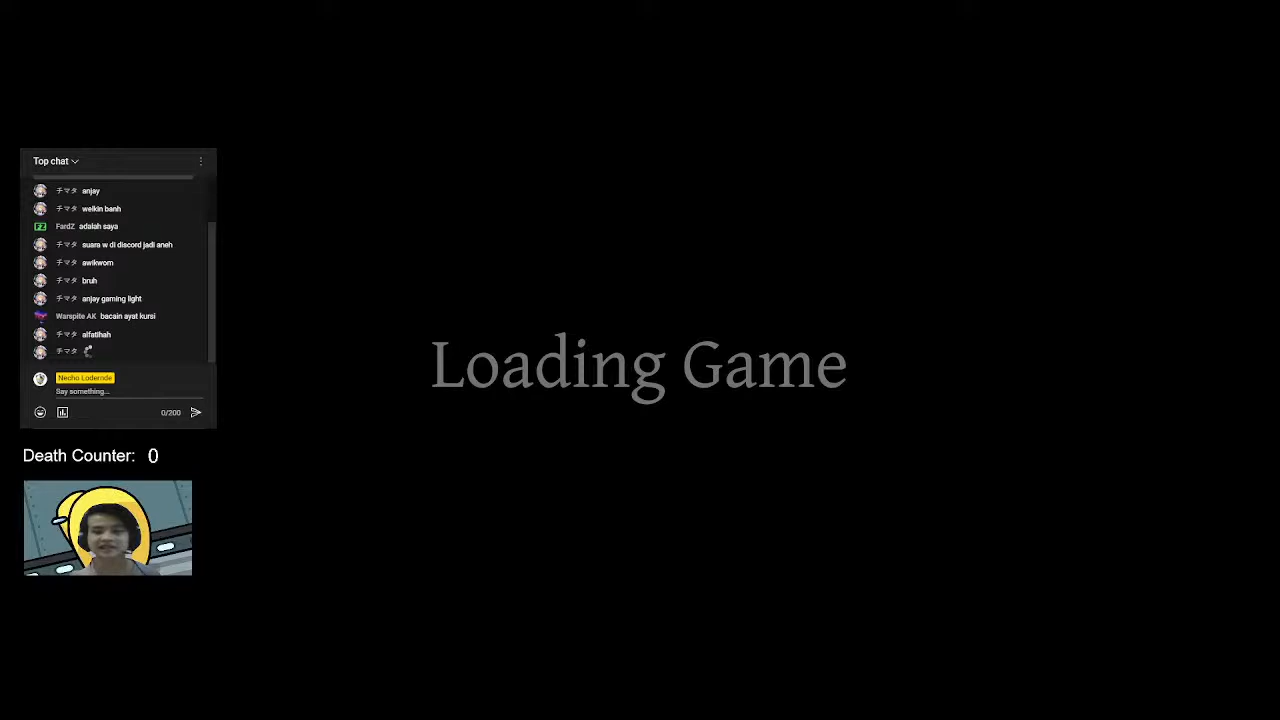 Top chat
チマタ anjay
チマタ welkin banh
FZ FardZ adalah saya
チマタ suara w di discord jadi aneh
チマタ awikwom
チマタ bruh
チマタ anjay gaming light
Warspite AK bacain ayat kursi
チマタ alfatihah
チマタ
Necho Lodernde
Say something...
0/200
Death Counter: 0
Loading Game